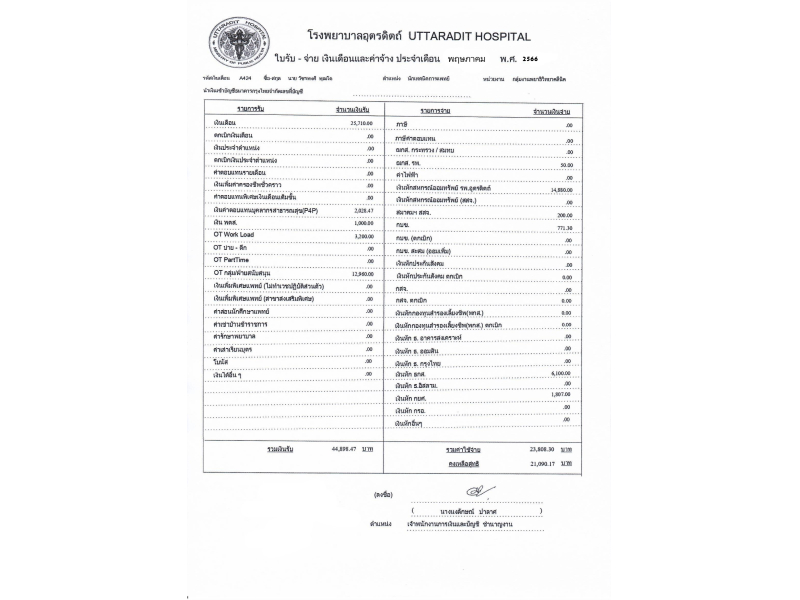 โรงพยาบาลอุตรดิตถ์ UTTARADIT HOSPITAL
ใบรับ - จ่าย เงินเดือนและค่าจ้าง ประจำเดือน พฤษภาคม พ.ศ. 2566
รหัสเงินเดือน A424 ชื่อ-สกุล นาย ตำแหน่ง นักเทคนิคการแพทย์ หน่วยงาน กลุ่มงานพยาธิวิทยาคลินิค
นำเงินเข้าบัญชีธนาคารกรุงไทยจำกัดเลขที่บัญชี
รายการรับ จำนวนเงินรับ รายการจ่าย จำนวนเงินจ่าย
เงินเดือน 25,710.00 ภาษี .00
ตกเบิกเงินเดือน .00 ภาษีค่าตอบแทน .00
เงินประจำตำแหน่ง .00 ฌกส. กระทรวง / สมทบ .00
ตกเบิกเงินประจำตำแหน่ง .00 ฌกส. รพ. 50.00
ค่าตอบแทนรายเดือน .00 ค่าไฟฟ้า .00
เงินเพิ่มค่าครองชีพชั่วคราว .00 เงินหักสหกรณ์ออมทรัพย์ รพ.อุตรดิตถ์ 14,880.00
ค่าตอบแทนพิเศษเงินเดือนเต็มขั้น .00 เงินหักสหกรณ์ออมทรัพย์ (สสจ.) .00
เงินค่าตอบแทนบุคลากรสาธารณสุข(P4P) 2,028.47 สมาคมฯ สสจ. 200.00
เงิน พตส. 1,000.00 กบข. 771.30
OT Work Load 3,200.00 กบข. (ตกเบิก) .00
OT บ่าย - ดึก .00 กบข. สะสม (ออมเพิ่ม) .00
OT PartTime .00 เงินหักประกันสังคม .00
OT กลุ่มฝ่ายสนับสนุน 12,960.00 เงินหักประกันสังคม ตกเบิก 0.00
เงินเพิ่มพิเศษแพทย์ (ไม่ทำเวชปฏิบัติส่วนตัว) .00 กสจ. .00
เงินเพิ่มพิเศษแพทย์ (สาขาส่งเสริมพิเศษ) .00 กสจ. ตกเบิก 0.00
ค่าสอนนักศึกษาแพทย์ .00 เงินหักกองทุนสำรองเลี้ยงชีพ(พกส.) 0.00
ค่าเช่าบ้านข้าราชการ .00 เงินหักกองทุนสำรองเลี้ยงชีพ(พกส.) ตกเบิก 0.00
ค่ารักษาพยาบาล .00 เงินหัก ธ. อาคารสงเคราะห์ .00
ค่าเล่าเรียนบุตร .00 เงินหัก ธ. ออมสิน .00
โบนัส .00 เงินหัก ธ. กรุงไทย .00
เงินได้อื่น ๆ .00 เงินหัก ธกส. 6,100.00
เงินหัก ธ.อิสลาม. .00
เงินหัก กยศ. 1,807.00
เงินหัก กรอ. .00
เงินหักอื่นๆ .00
รวมเงินรับ 44,898.47 บาท รวมค่าใช้จ่าย 23,808.30 บาท
คงเหลือสุทธิ 21,090.17 บาท
(ลงชื่อ)
( นางนงลักษณ์ ปาลาศ )
ตำแหน่ง เจ้าพนักงานการเงินและบัญชี ชำนาญงาน